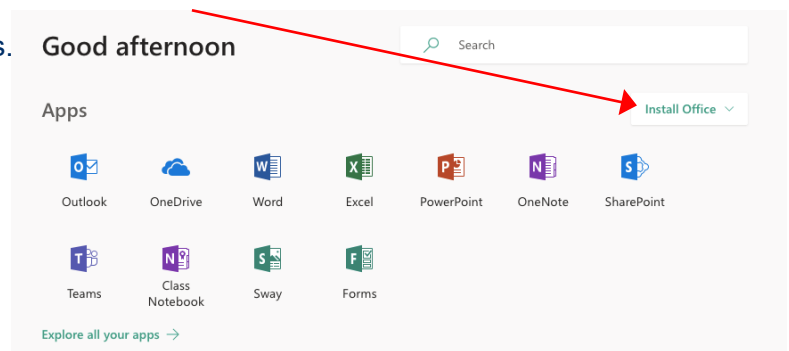 s.
Good afternoon
Search
Apps
Install Office
Outlook OneDrive Word Excel PowerPoint OneNote SharePoint
Teams Class Notebook Sway Forms
Explore all your apps →